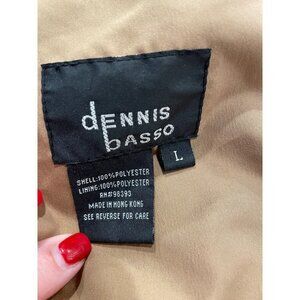 dENNIS
basso
L
SHELL:100%POLYESTER
LINING:100%POLYESTER
RN#98393
MADE IN HONG KONG
SEE REVERSE FOR CARE